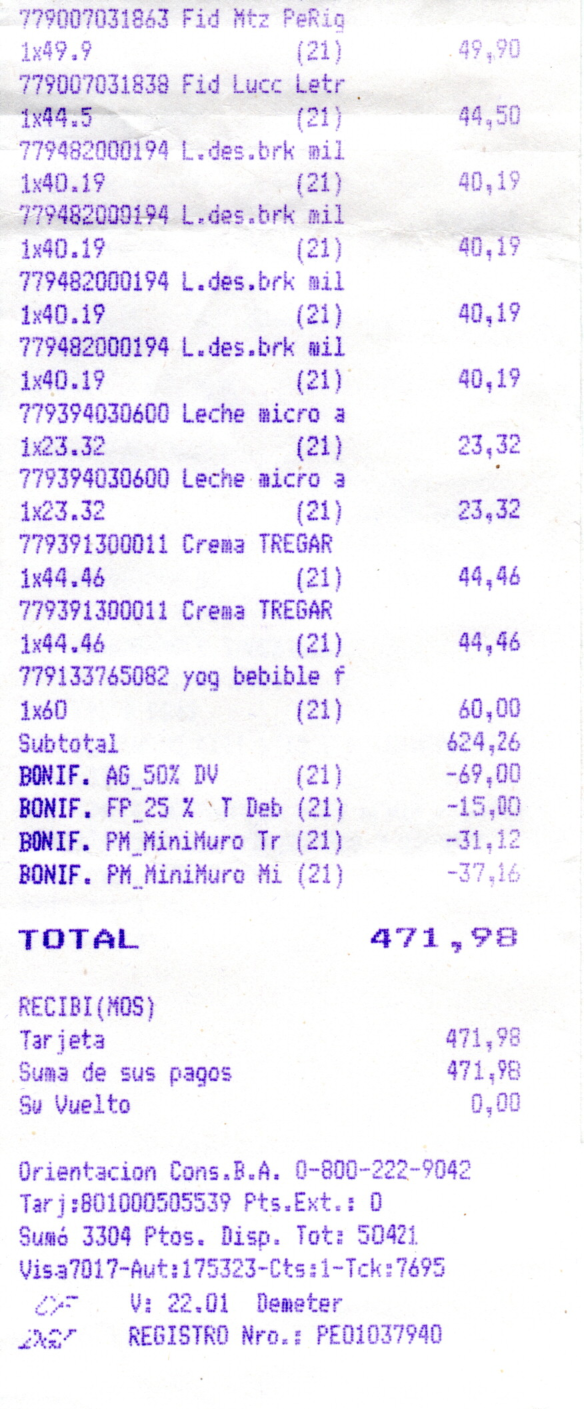 779007031863 Fid Mtz PeRig
1x49.9 (21) 49,90
779007031838 Fid Lucc Letr
1x44.5 (21) 44,50
779482000194 L.des.brk mil
1x40.19 (21) 40,19
779482000194 L.des.brk mil
1x40.19 (21) 40,19
779482000194 L.des.brk mil
1x40.19 (21) 40,19
779482000194 L.des.brk mil
1x40.19 (21) 40,19
779394030600 Leche micro a
1x23.32 (21) 23,32
779394030600 Leche micro a
1x23.32 (21) 23,32
779391300011 Crema TREGAR
1x44.46 (21) 44,46
779391300011 Crema TREGAR
1x44.46 (21) 44,46
779133765082 yog bebible f
1x60 (21) 60,00
Subtotal 624,26
BONIF. AG_50% DV (21) -69,00
BONIF. FP_25 % T Deb (21) -15,00
BONIF. PM_MiniMuro Tr (21) -31,12
BONIF. PM_MiniMuro Mi (21) -37,16
TOTAL 471,98
RECIBI(MOS)
Tarjeta 471,98
Suma de sus pagos 471,98
Su Vuelto 0,00
Orientacion Cons.B.A. 0-800-222-9042
Tarj:801000505539 Pts.Ext.: 0
Sumó 3304 Ptos. Disp. Tot: 50421
Visa7017-Aut:175323-Cts:1-Tck:7695
CF V: 22.01 Demeter
REGISTRO Nro.: PEO1037940